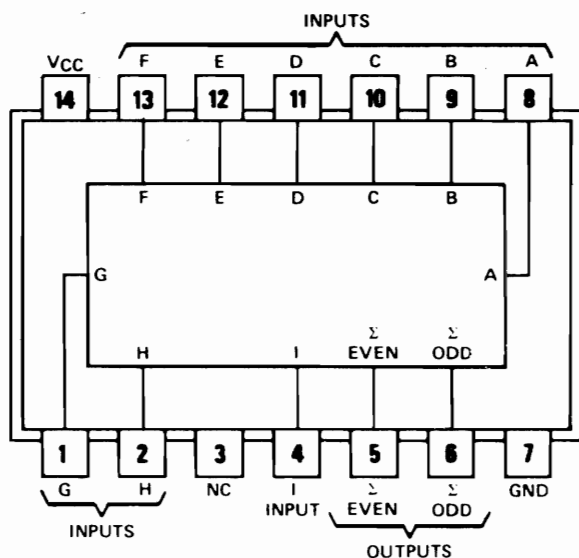 INPUTS
VCC F E D C B A
14 13 12 11 10 9 8
F E D C B
G A
Σ Σ
H I EVEN ODD
1 2 3 4 5 6 7
G H NC I Σ Σ GND
INPUT EVEN ODD
INPUTS OUTPUTS